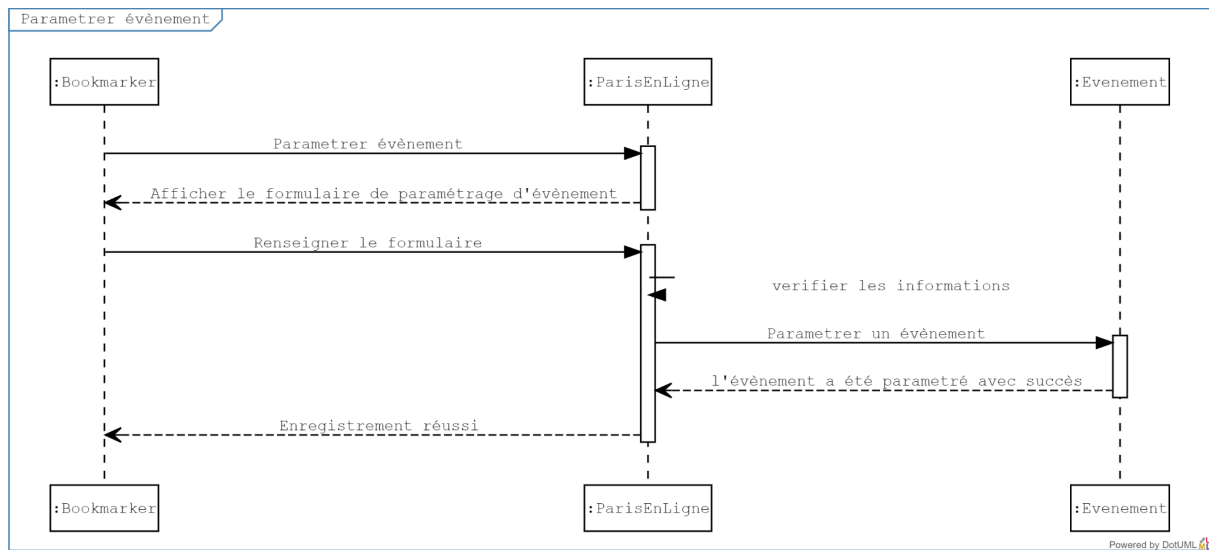 Parametrer évènement
:Bookmarker
:ParisEnLigne
:Evenement
Parametrer évènement
Afficher le formulaire de paramétrage d'évènement
Renseigner le formulaire
verifier les informations
Parametrer un évènement
l'évènement a été parametré avec succès
Enregistrement réussi
:Bookmarker
:ParisEnLigne
:Evenement
Powered by DotUML